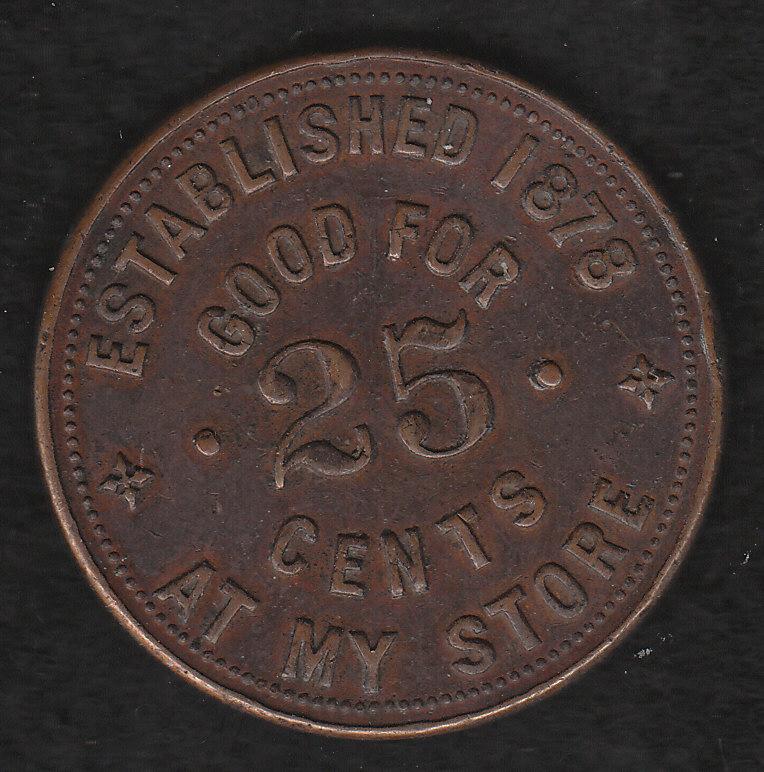 ESTABLISHED 1878
GOOD FOR
25
CENTS
AT MY STORE